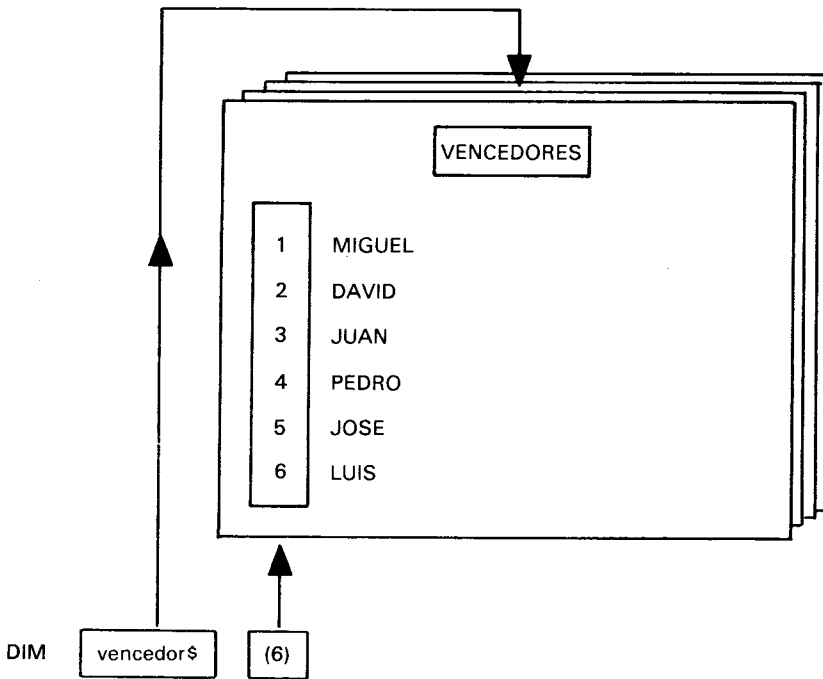 VENCEDORES
1 MIGUEL
2 DAVID
3 JUAN
4 PEDRO
5 JOSE
6 LUIS
DIM vencedor$ (6)